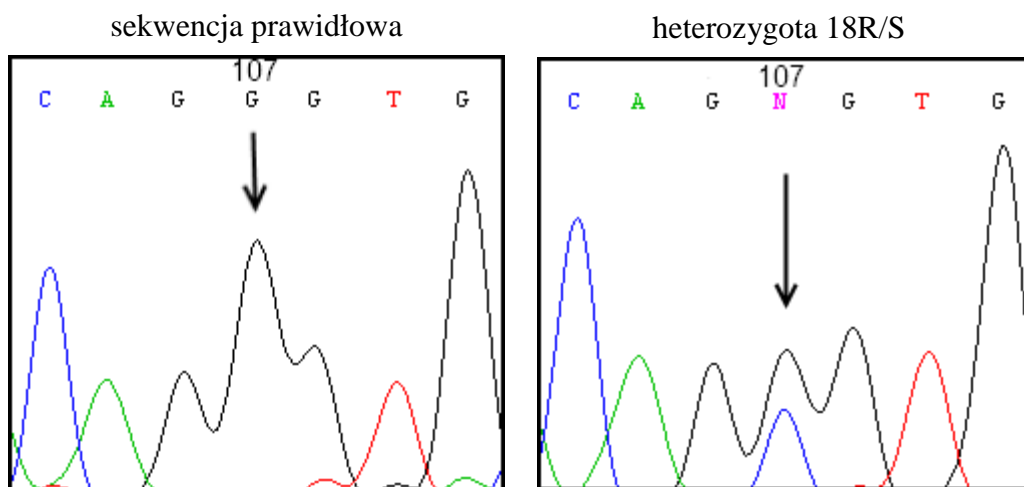 sekwencja prawidłowa
107
C A G G G T G
heterozygota 18R/S
107
C A G N G T G